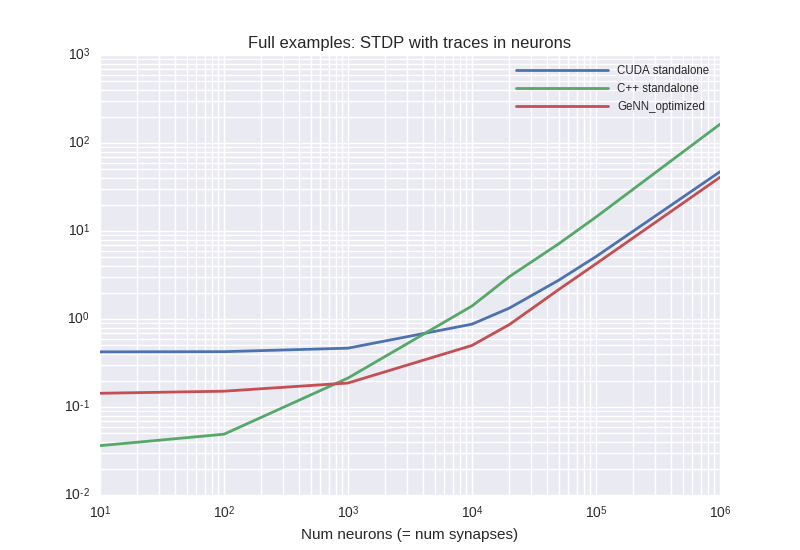 Full examples: STDP with traces in neurons
CUDA standalone
C++ standalone
GeNN_optimized
10³
10²
10¹
10⁰
10⁻¹
10⁻²
10¹ 10² 10³ 10⁴ 10⁵ 10⁶
Num neurons (= num synapses)